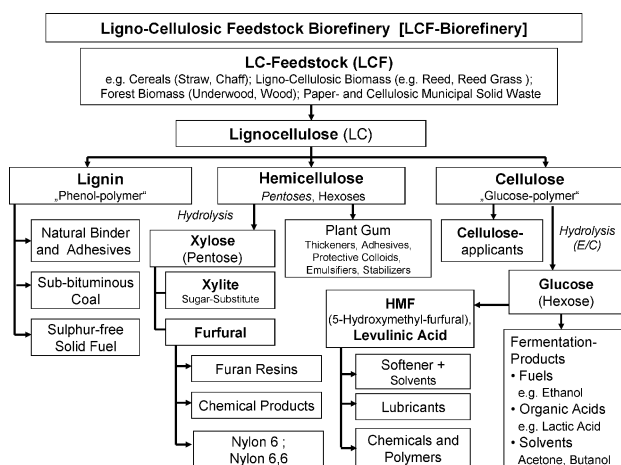 Ligno-Cellulosic Feedstock Biorefinery [LCF-Biorefinery]
LC-Feedstock (LCF)
e.g. Cereals (Straw, Chaff); Ligno-Cellulosic Biomass (e.g. Reed, Reed Grass );
Forest Biomass (Underwood, Wood); Paper- and Cellulosic Municipal Solid Waste
Lignocellulose (LC)
Lignin
„Phenol-polymer“
Hemicellulose
Pentoses, Hexoses
Cellulose
„Glucose-polymer“
Natural Binder
and Adhesives
Sub-bituminous
Coal
Sulphur-free
Solid Fuel
Hydrolysis
Xylose
(Pentose)
Xylite
Sugar-Substitute
Furfural
Furan Resins
Chemical Products
Nylon 6 ;
Nylon 6,6
Plant Gum
Thickeners, Adhesives,
Protective Colloids,
Emulsifiers, Stabilizers
Cellulose-
applicants
Hydrolysis
(E/C)
Glucose
(Hexose)
HMF
(5-Hydroxymethyl-furfural),
Levulinic Acid
Softener +
Solvents
Lubricants
Chemicals and
Polymers
Fermentation-
Products
• Fuels
e.g. Ethanol
• Organic Acids
e.g. Lactic Acid
• Solvents
Acetone, Butanol